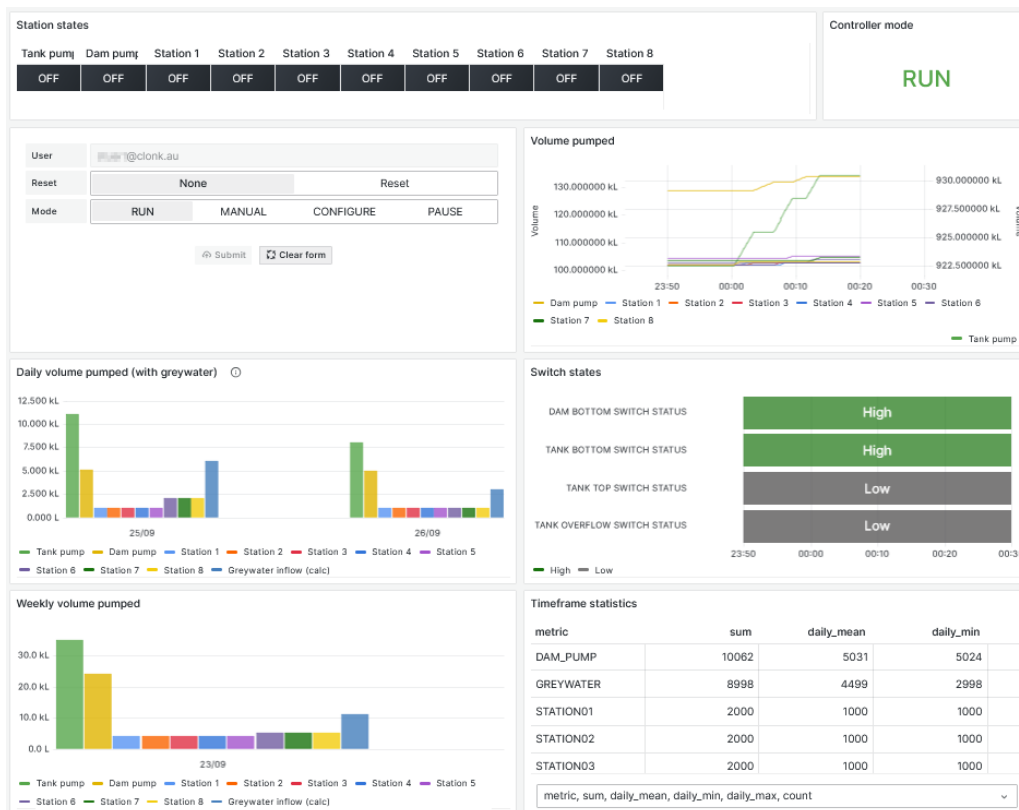 Station states
Controller mode
Tank pump Dam pump Station 1 Station 2 Station 3 Station 4 Station 5 Station 6 Station 7 Station 8
OFF OFF OFF OFF OFF OFF OFF OFF OFF OFF
RUN
User @clonk.au
Reset None Reset
Mode RUN MANUAL CONFIGURE PAUSE
Submit Clear form
Volume pumped
130.000000 kL
120.000000 kL
110.000000 kL
100.000000 kL
Volume
930.000000 kL
927.500000 kL
925.000000 kL
922.500000 kL
23:50 00:00 00:10 00:20 00:30
Dam pump Station 1 Station 2 Station 3 Station 4 Station 5 Station 6
Station 7 Station 8
Tank pump
Daily volume pumped (with greywater)
12.500 kL
10.000 kL
7.500 kL
5.000 kL
2.500 kL
0.000 L
25/09 26/09
Tank pump Dam pump Station 1 Station 2 Station 3 Station 4 Station 5
Station 6 Station 7 Station 8 Greywater inflow (calc)
Switch states
DAM BOTTOM SWITCH STATUS High
TANK BOTTOM SWITCH STATUS High
TANK TOP SWITCH STATUS Low
TANK OVERFLOW SWITCH STATUS Low
23:50 00:00 00:10 00:20 00:3
High Low
Weekly volume pumped
30.0 kL
20.0 kL
10.0 kL
0.0 L
23/09
Tank pump Dam pump Station 1 Station 2 Station 3 Station 4 Station 5
Station 6 Station 7 Station 8 Greywater inflow (calc)
Timeframe statistics
metric sum daily_mean daily_min
DAM_PUMP 10062 5031 5024
GREYWATER 8998 4499 2998
STATION01 2000 1000 1000
STATION02 2000 1000 1000
STATION03 2000 1000 1000
metric, sum, daily_mean, daily_min, daily_max, count